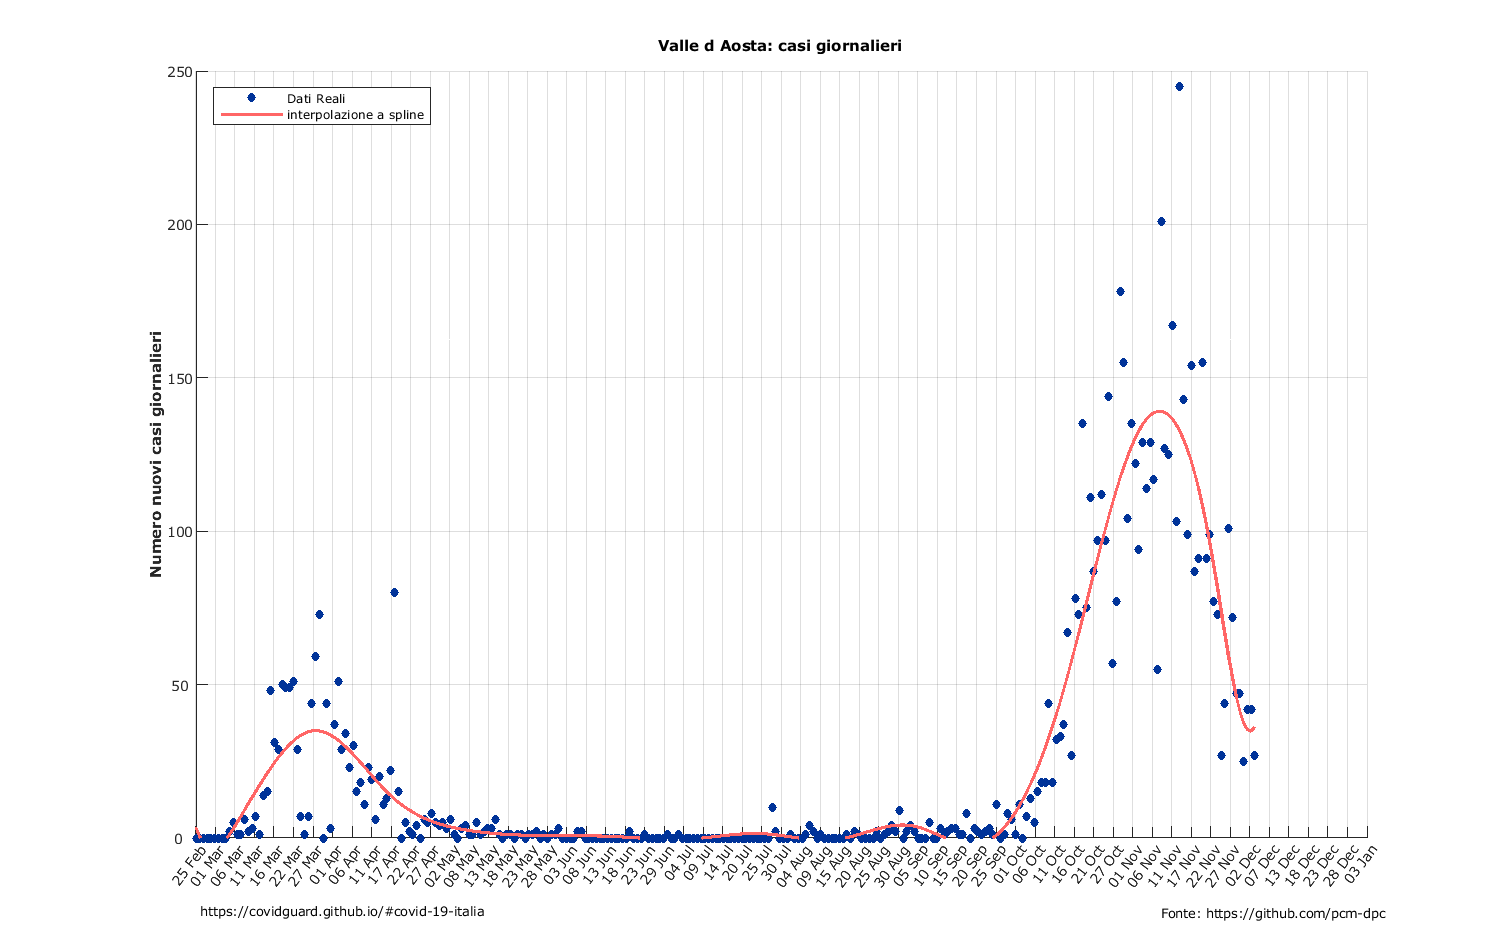 Valle d Aosta: casi giornalieri
250
200
150
100
50
0
Numero nuovi casi giornalieri
Dati Reali
interpolazione a spline
25 Feb
01 Mar
06 Mar
11 Mar
16 Mar
22 Mar
27 Mar
01 Apr
06 Apr
11 Apr
17 Apr
22 Apr
27 Apr
02 May
08 May
13 May
18 May
23 May
28 May
03 Jun
08 Jun
13 Jun
18 Jun
23 Jun
29 Jun
04 Jul
09 Jul
14 Jul
20 Jul
25 Jul
30 Jul
04 Aug
09 Aug
15 Aug
20 Aug
25 Aug
30 Aug
05 Sep
10 Sep
15 Sep
20 Sep
25 Sep
01 Oct
06 Oct
11 Oct
16 Oct
21 Oct
27 Oct
01 Nov
06 Nov
11 Nov
17 Nov
22 Nov
27 Nov
02 Dec
07 Dec
13 Dec
18 Dec
23 Dec
28 Dec
03 Jan
https://covidguard.github.io/#covid-19-italia
Fonte: https://github.com/pcm-dpc